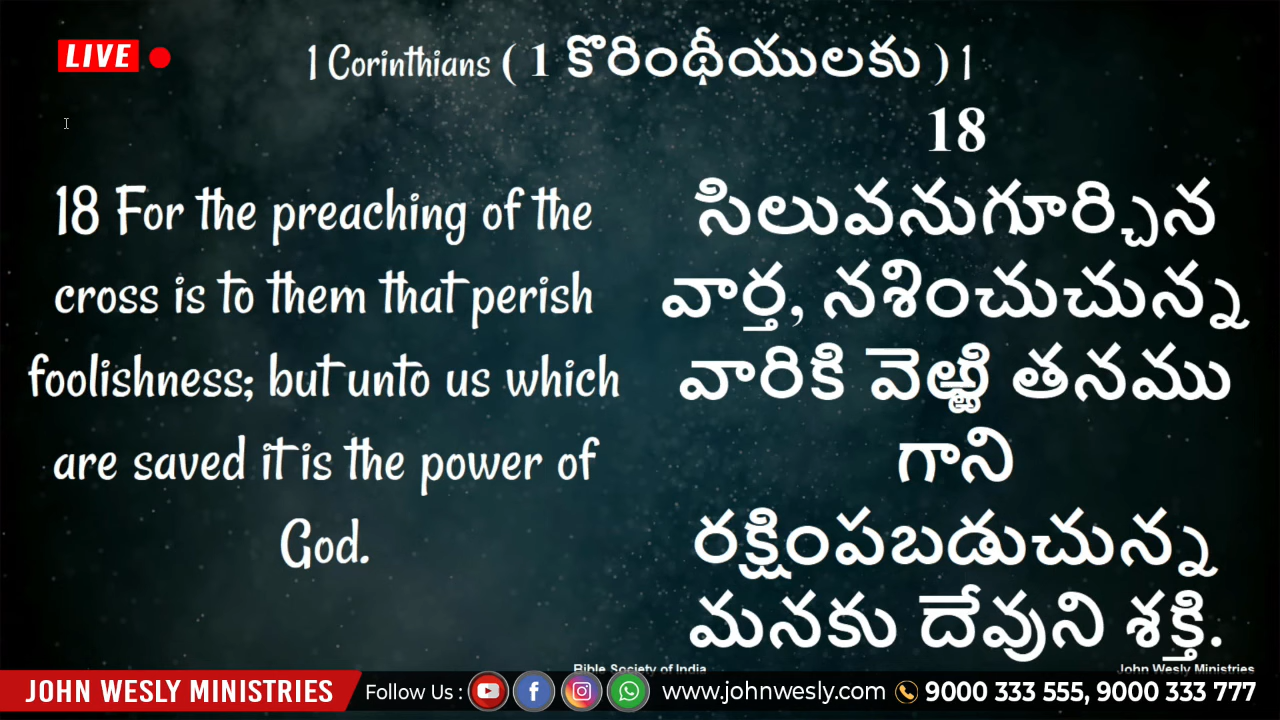 LIVE
1 Corinthians ( 1 కొరింథీయులకు ) 1
18 For the preaching of the
cross is to them that perish
foolishness; but unto us which
are saved it is the power of
God.
18
సిలువనుగూర్చిన
వార్త, నశించుచున్న
వారికి వెఱ్ఱి తనము
గాని
రక్షింపబడుచున్న
మనకు దేవుని శక్తి.
Bible Society of India
John Wesly Ministries
JOHN WESLY MINISTRIES Follow Us : www.johnwesly.com 9000 333 555, 9000 333 777